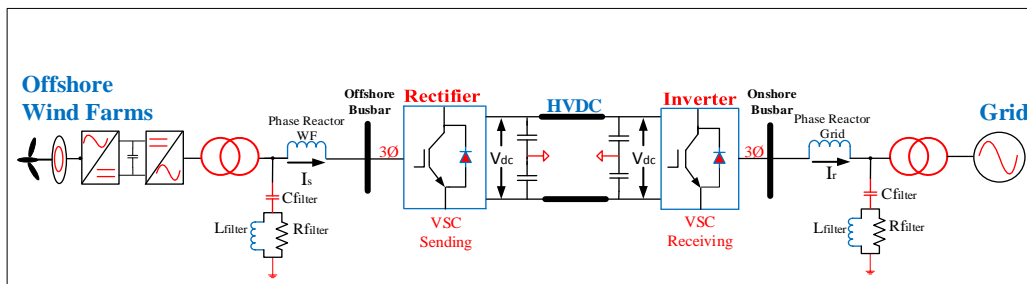 Offshore
Wind Farms
Phase Reactor
WF
Is
Cfilter
Lfilter
Rfilter
Offshore
Busbar
3Ø
Rectifier
VSC
Sending
Vdc
HVDC
Vdc
Inverter
VSC
Receiving
3Ø
Onshore
Busbar
Phase Reactor
Grid
Ir
Cfilter
Lfilter
Rfilter
Grid